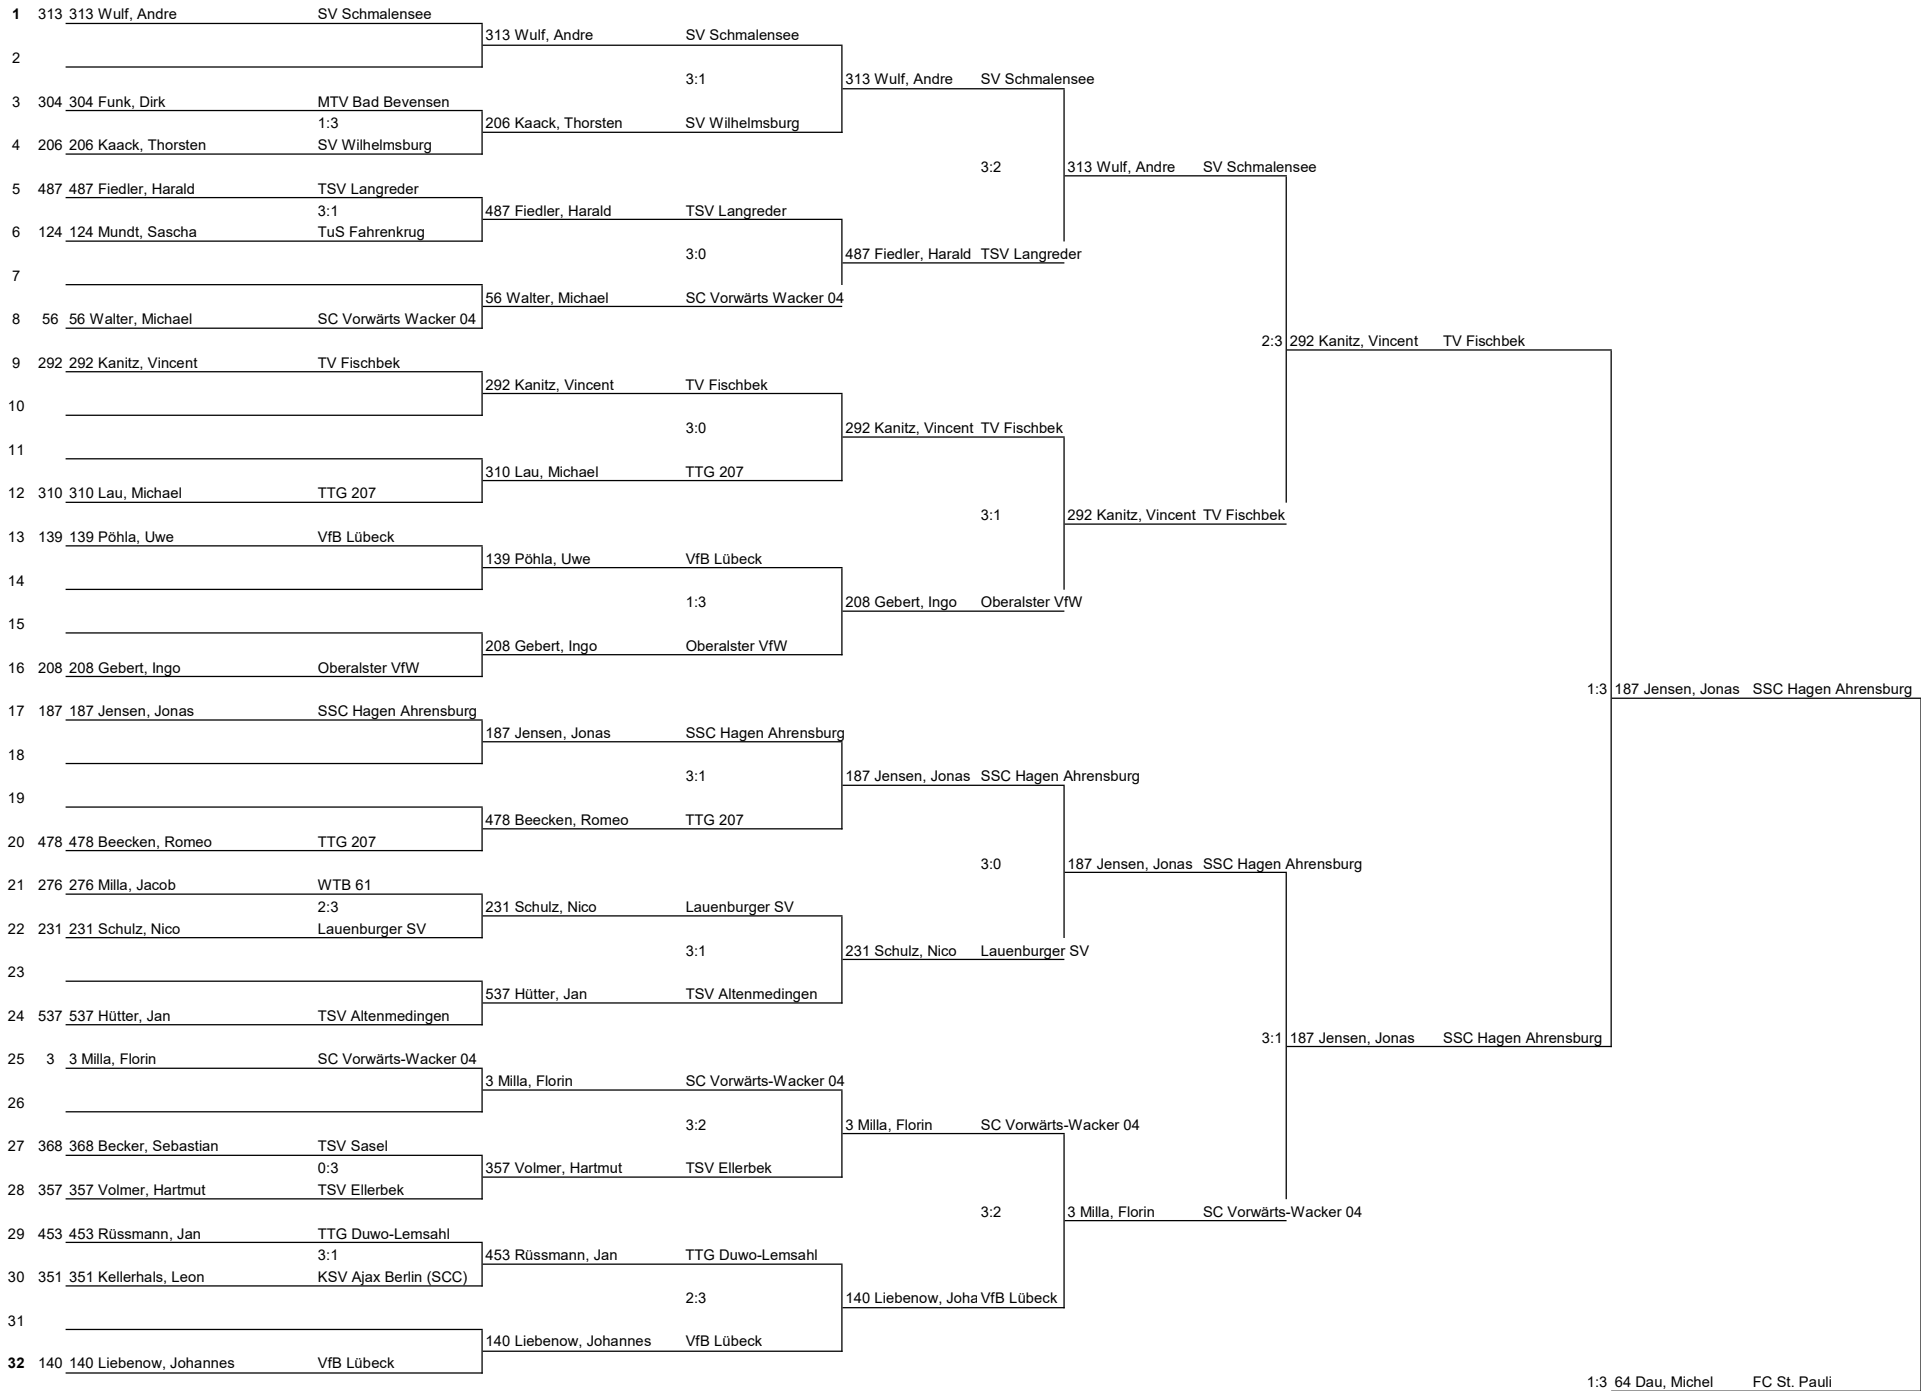 1 313 313 Wulf, Andre SV Schmalensee
313 Wulf, Andre SV Schmalensee
2
3:1 313 Wulf, Andre SV Schmalensee
3 304 304 Funk, Dirk MTV Bad Bevensen
1:3 206 Kaack, Thorsten SV Wilhelmsburg
4 206 206 Kaack, Thorsten SV Wilhelmsburg
3:2 313 Wulf, Andre SV Schmalensee
5 487 487 Fiedler, Harald TSV Langreder
3:1 487 Fiedler, Harald TSV Langreder
6 124 124 Mundt, Sascha TuS Fahrenkrug
3:0 487 Fiedler, Harald TSV Langreder
7
56 Walter, Michael SC Vorwärts Wacker 04
8 56 56 Walter, Michael SC Vorwärts Wacker 04
2:3 292 Kanitz, Vincent TV Fischbek
9 292 292 Kanitz, Vincent TV Fischbek
292 Kanitz, Vincent TV Fischbek
10
3:0 292 Kanitz, Vincent TV Fischbek
11
310 Lau, Michael TTG 207
12 310 310 Lau, Michael TTG 207
3:1 292 Kanitz, Vincent TV Fischbek
13 139 139 Pöhla, Uwe VfB Lübeck
139 Pöhla, Uwe VfB Lübeck
14
1:3 208 Gebert, Ingo Oberalster VfW
15
208 Gebert, Ingo Oberalster VfW
16 208 208 Gebert, Ingo Oberalster VfW
1:3 187 Jensen, Jonas SSC Hagen Ahrensburg
17 187 187 Jensen, Jonas SSC Hagen Ahrensburg
187 Jensen, Jonas SSC Hagen Ahrensburg
18
3:1 187 Jensen, Jonas SSC Hagen Ahrensburg
19
478 Beecken, Romeo TTG 207
20 478 478 Beecken, Romeo TTG 207
3:0 187 Jensen, Jonas SSC Hagen Ahrensburg
21 276 276 Milla, Jacob WTB 61
2:3 231 Schulz, Nico Lauenburger SV
22 231 231 Schulz, Nico Lauenburger SV
3:1 231 Schulz, Nico Lauenburger SV
23
537 Hütter, Jan TSV Altenmedingen
24 537 537 Hütter, Jan TSV Altenmedingen
3:1 187 Jensen, Jonas SSC Hagen Ahrensburg
25 3 3 Milla, Florin SC Vorwärts-Wacker 04
3 Milla, Florin SC Vorwärts-Wacker 04
26
3:2 3 Milla, Florin SC Vorwärts-Wacker 04
27 368 368 Becker, Sebastian TSV Sasel
0:3 357 Volmer, Hartmut TSV Ellerbek
28 357 357 Volmer, Hartmut TSV Ellerbek
3:2 3 Milla, Florin SC Vorwärts-Wacker 04
29 453 453 Rüssmann, Jan TTG Duwo-Lemsahl
3:1 453 Rüssmann, Jan TTG Duwo-Lemsahl
30 351 351 Kellerhals, Leon KSV Ajax Berlin (SCC)
2:3 140 Liebenow, Joha VfB Lübeck
31
140 Liebenow, Johannes VfB Lübeck
32 140 140 Liebenow, Johannes VfB Lübeck
1:3 64 Dau, Michel FC St. Pauli